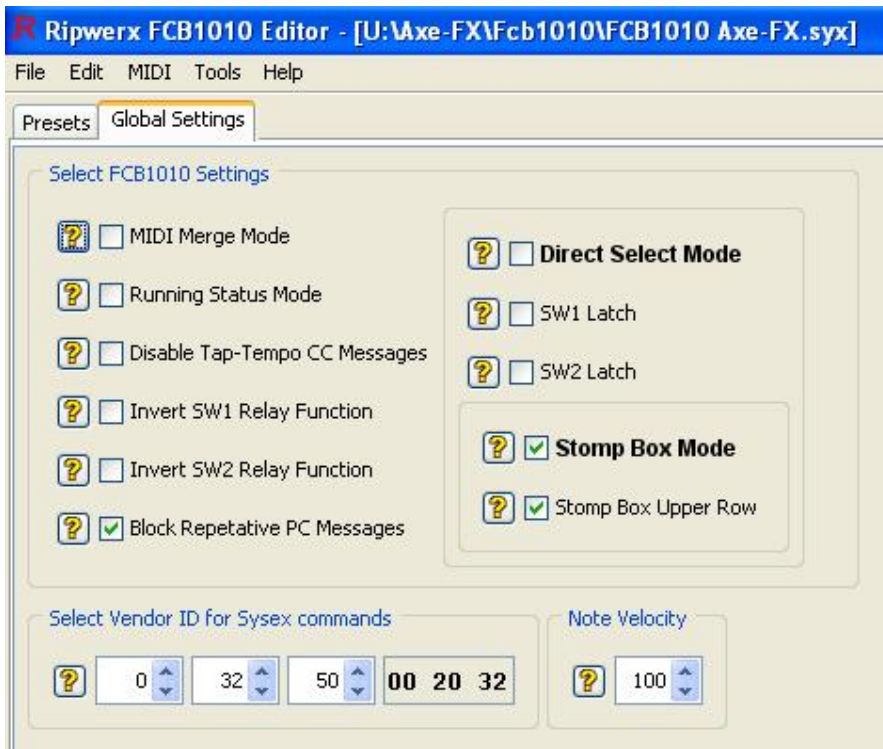 Ripwerx FCB1010 Editor - [U:\Axe-FX\Fcb1010\FCB1010 Axe-FX.syx]
File Edit MIDI Tools Help
Presets Global Settings
Select FCB1010 Settings
MIDI Merge Mode
Running Status Mode
Disable Tap-Tempo CC Messages
Invert SW1 Relay Function
Invert SW2 Relay Function
Block Repetative PC Messages
Direct Select Mode
SW1 Latch
SW2 Latch
Stomp Box Mode
Stomp Box Upper Row
Select Vendor ID for Sysex commands
0 32 50 00 20 32
Note Velocity
100